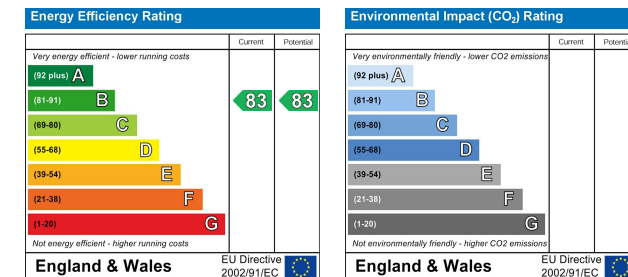 Energy Efficiency Rating
Current Potential
Very energy efficient - lower running costs
(92 plus) A
(81-91) B 83 83
(69-80) C
(55-68) D
(39-54) E
(21-38) F
(1-20) G
Not energy efficient - higher running costs
England & Wales
EU Directive
2002/91/EC
Environmental Impact (CO2) Rating
Current Potentia
Very environmentally friendly - lower CO2 emissions
(92 plus) A
(81-91) B
(69-80) C
(55-68) D
(39-54) E
(21-38) F
(1-20) G
Not environmentally friendly - higher CO2 emissions
England & Wales
EU Directive
2002/91/EC